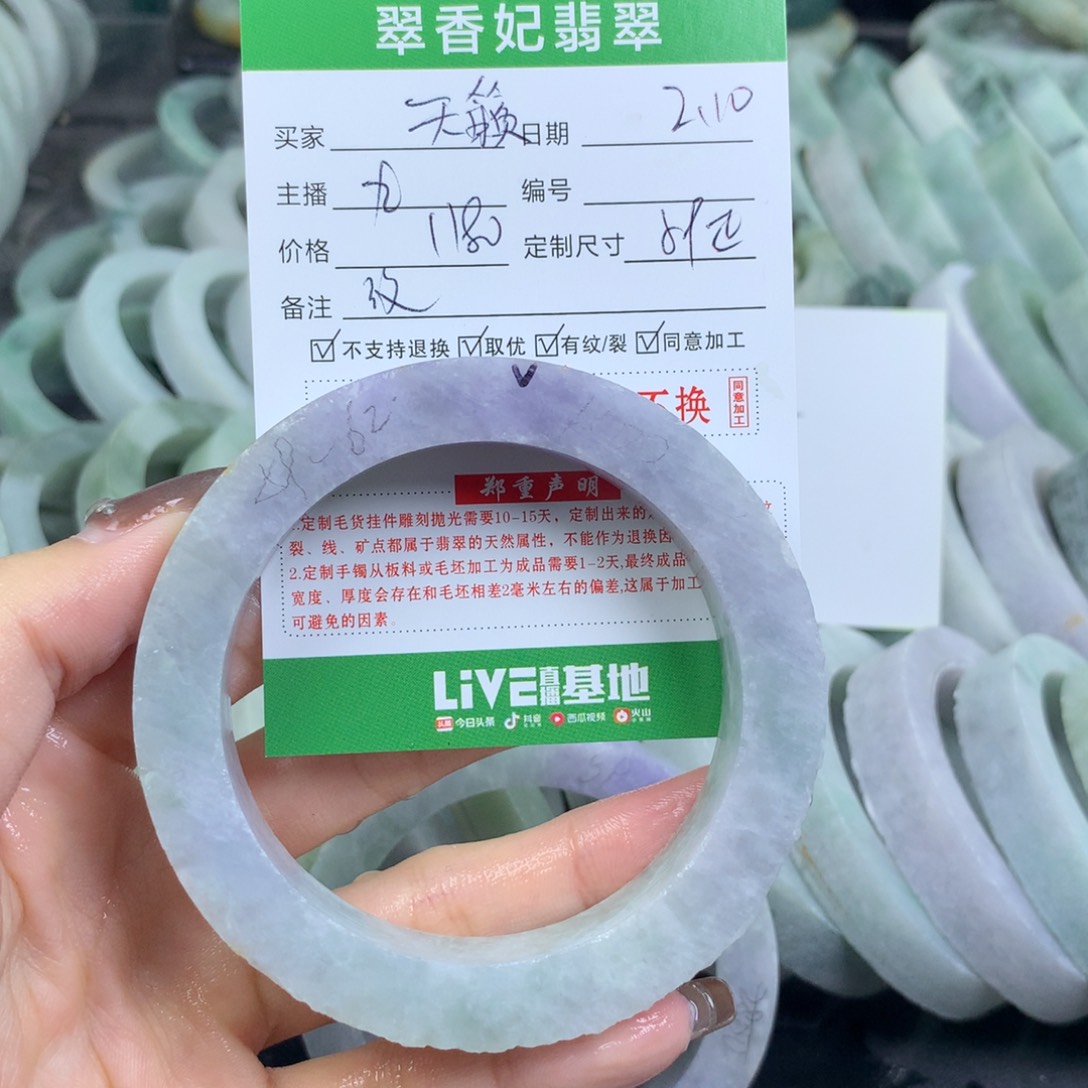 翠香妃翡翠
买家 天籁 日期 2.10
主播 九 编号
价格 1180 定制尺寸
备注
☑不支持退换 ☑取优 ☑有纹/裂 ☑同意加工
不换 同意加工
62
郑重声明
1.定制毛货挂件雕刻抛光需要10-15天，定制出来的
裂、线、矿点都属于翡翠的天然属性，不能作为退换因
2.定制手镯从板料或毛坯加工为成品需要1-2天,最终成品
宽度、厚度会存在和毛坯相差2毫米左右的偏差,这属于加工
可避免的因素。
LiVE直播基地
头条 今日头条 抖音 西瓜视频 火山